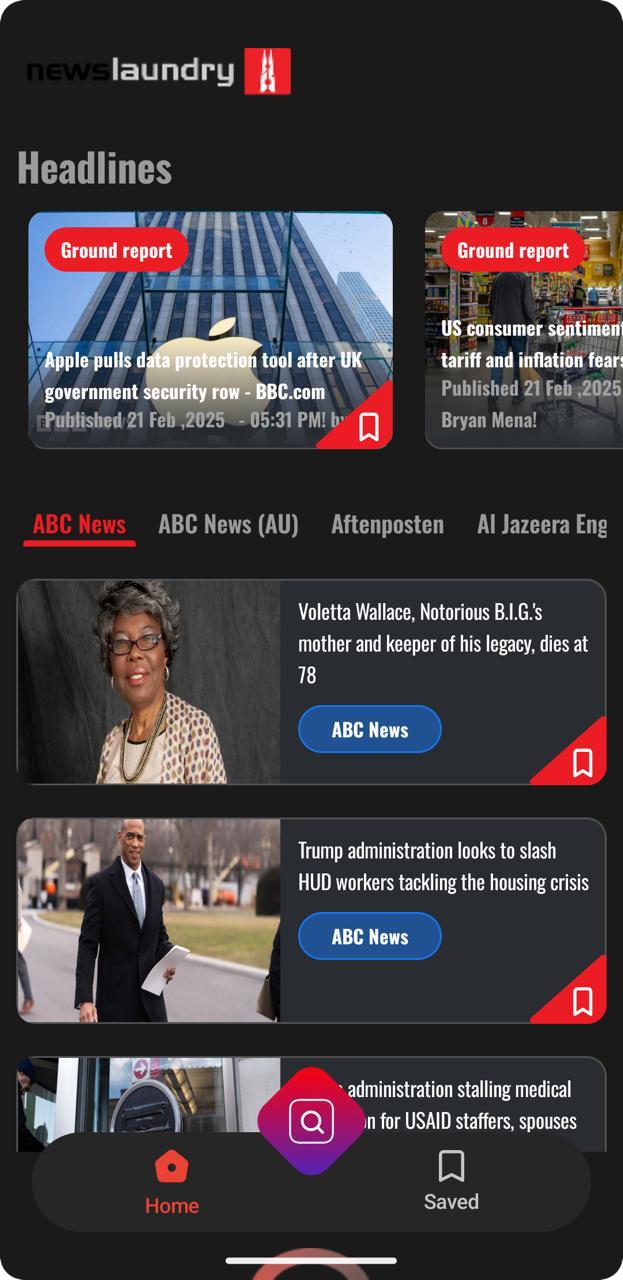 newslaundry
Headlines
Ground report
Apple pulls data protection tool after UK
government security row - BBC.com
Published 21 Feb ,2025 - 05:31 PM! by
Ground report
US consumer sentiment
tariff and inflation fears
Published 21 Feb ,2025
Bryan Mena!
ABC News ABC News (AU) Aftenposten Al Jazeera Eng
Voletta Wallace, Notorious B.I.G.'s
mother and keeper of his legacy, dies at
78
ABC News
Trump administration looks to slash
HUD workers tackling the housing crisis
ABC News
administration stalling medical
for USAID staffers, spouses
Home
Saved